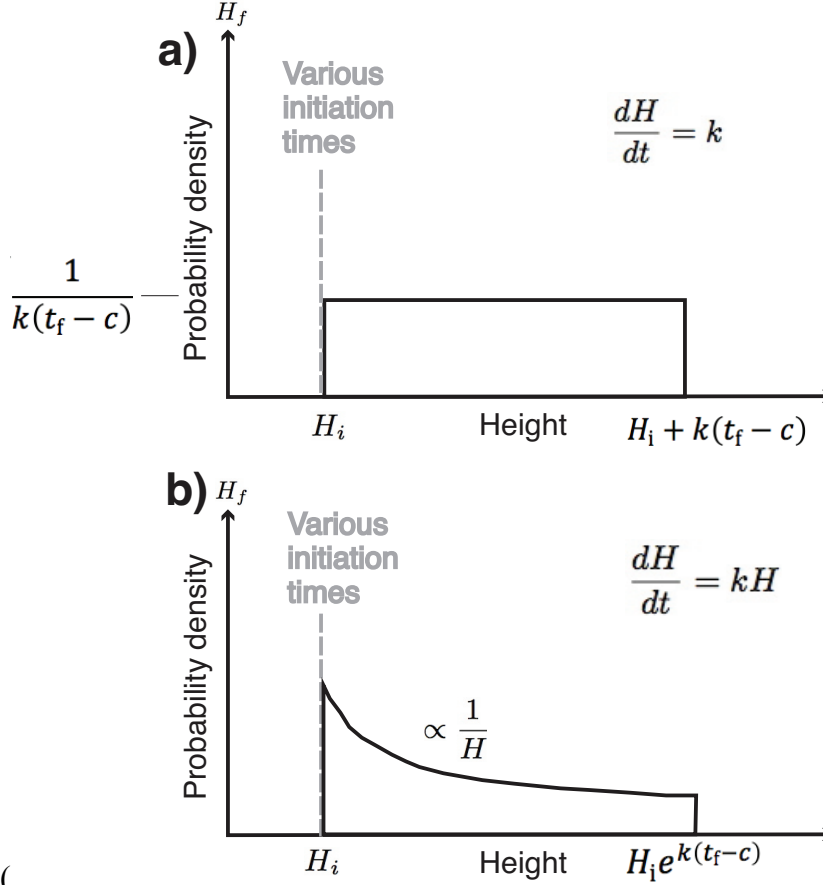 H_f
a)
Various
initiation
times
dH/dt = k
Probability density
1/(k(t_f − c))
H_i
Height
H_i + k(t_f − c)
b)
H_f
Various
initiation
times
dH/dt = kH
Probability density
∝ 1/H
H_i
Height
H_i e^{k(t_f−c)}
(